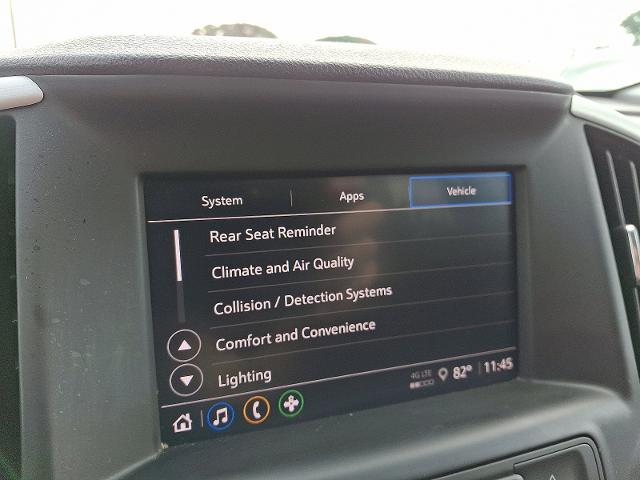 System Apps Vehicle
Rear Seat Reminder
Climate and Air Quality
Collision / Detection Systems
Comfort and Convenience
Lighting
4G LTE 82° 11:45